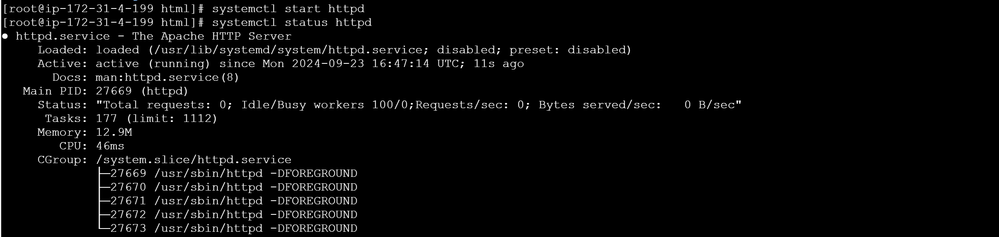 [root@ip-172-31-4-199 html]# systemctl start httpd
[root@ip-172-31-4-199 html]# systemctl status httpd
● httpd.service - The Apache HTTP Server
     Loaded: loaded (/usr/lib/systemd/system/httpd.service; disabled; preset: disabled)
     Active: active (running) since Mon 2024-09-23 16:47:14 UTC; 11s ago
       Docs: man:httpd.service(8)
   Main PID: 27669 (httpd)
     Status: "Total requests: 0; Idle/Busy workers 100/0;Requests/sec: 0; Bytes served/sec:   0 B/sec"
      Tasks: 177 (limit: 1112)
     Memory: 12.9M
        CPU: 46ms
     CGroup: /system.slice/httpd.service
             ├─27669 /usr/sbin/httpd -DFOREGROUND
             ├─27670 /usr/sbin/httpd -DFOREGROUND
             ├─27671 /usr/sbin/httpd -DFOREGROUND
             ├─27672 /usr/sbin/httpd -DFOREGROUND
             └─27673 /usr/sbin/httpd -DFOREGROUND